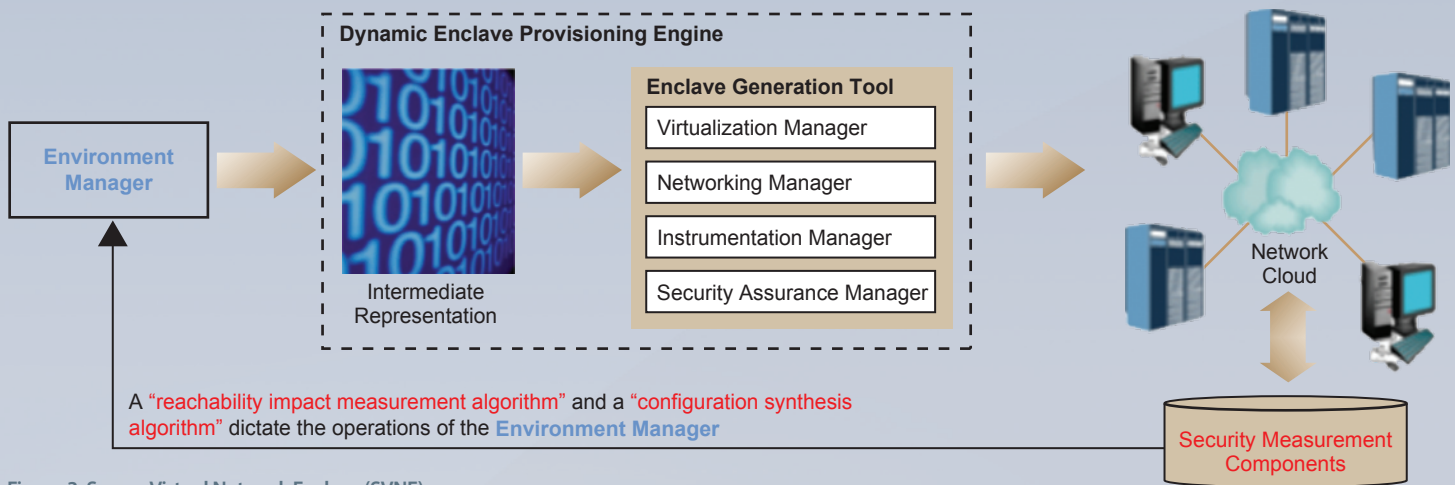 Dynamic Enclave Provisioning Engine
Environment
Manager
Intermediate
Representation
Enclave Generation Tool
Virtualization Manager
Networking Manager
Instrumentation Manager
Security Assurance Manager
Network
Cloud
A “reachability impact measurement algorithm” and a “configuration synthesis
algorithm” dictate the operations of the Environment Manager
Security Measurement
Components